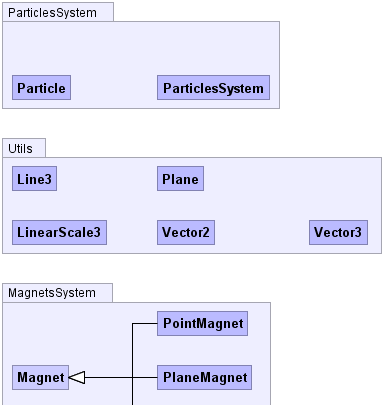 ParticlesSystem
Particle ParticlesSystem
Utils
Line3 Plane
LinearScale3 Vector2 Vector3
MagnetsSystem
PointMagnet
Magnet PlaneMagnet